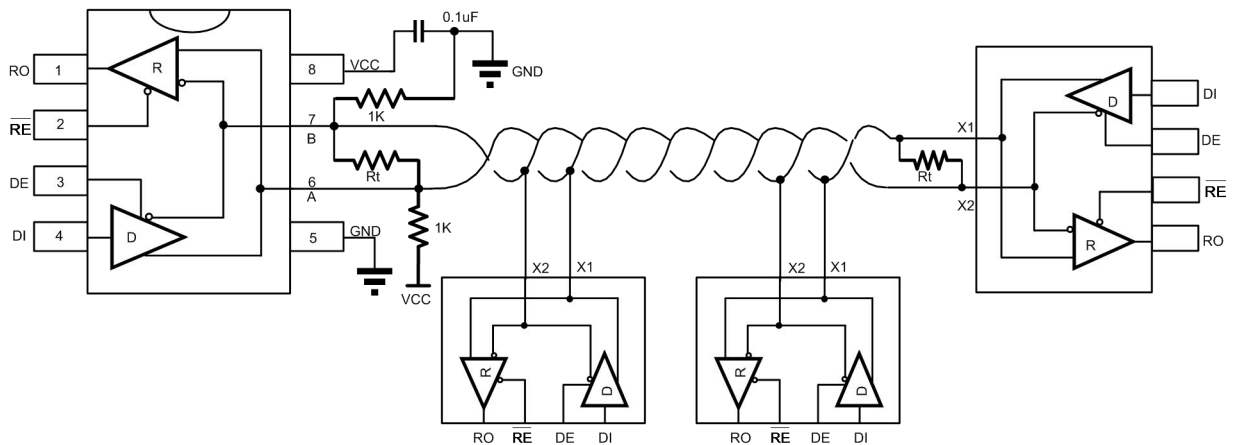 0.1uF
RO 1
R
8 VCC
GND
RE 2
1K
7
B
DE 3
Rt
6
A
DI 4
D
5 GND
1K
VCC
X2 X1
R
D
RO RE DE DI
X2 X1
R
D
RO RE DE DI
X1
Rt
X2
D
DI
DE
RE
R
RO